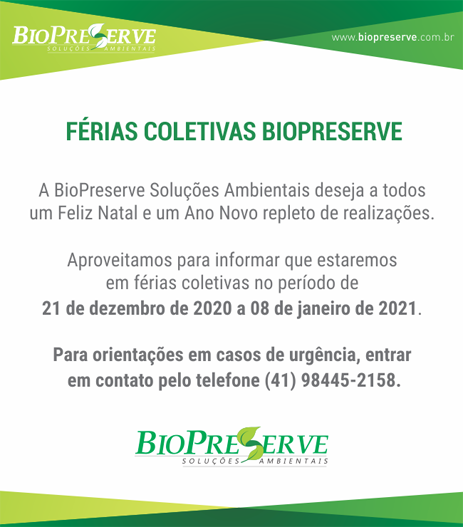 BIOPRESERVE
SOLUÇÕES AMBIENTAIS
www.biopreserve.com.br
FÉRIAS COLETIVAS BIOPRESERVE
A BioPreserve Soluções Ambientais deseja a todos
um Feliz Natal e um Ano Novo repleto de realizações.
Aproveitamos para informar que estaremos
em férias coletivas no período de
21 de dezembro de 2020 a 08 de janeiro de 2021.
Para orientações em casos de urgência, entrar
em contato pelo telefone (41) 98445-2158.
BIOPRESERVE
SOLUÇÕES AMBIENTAIS